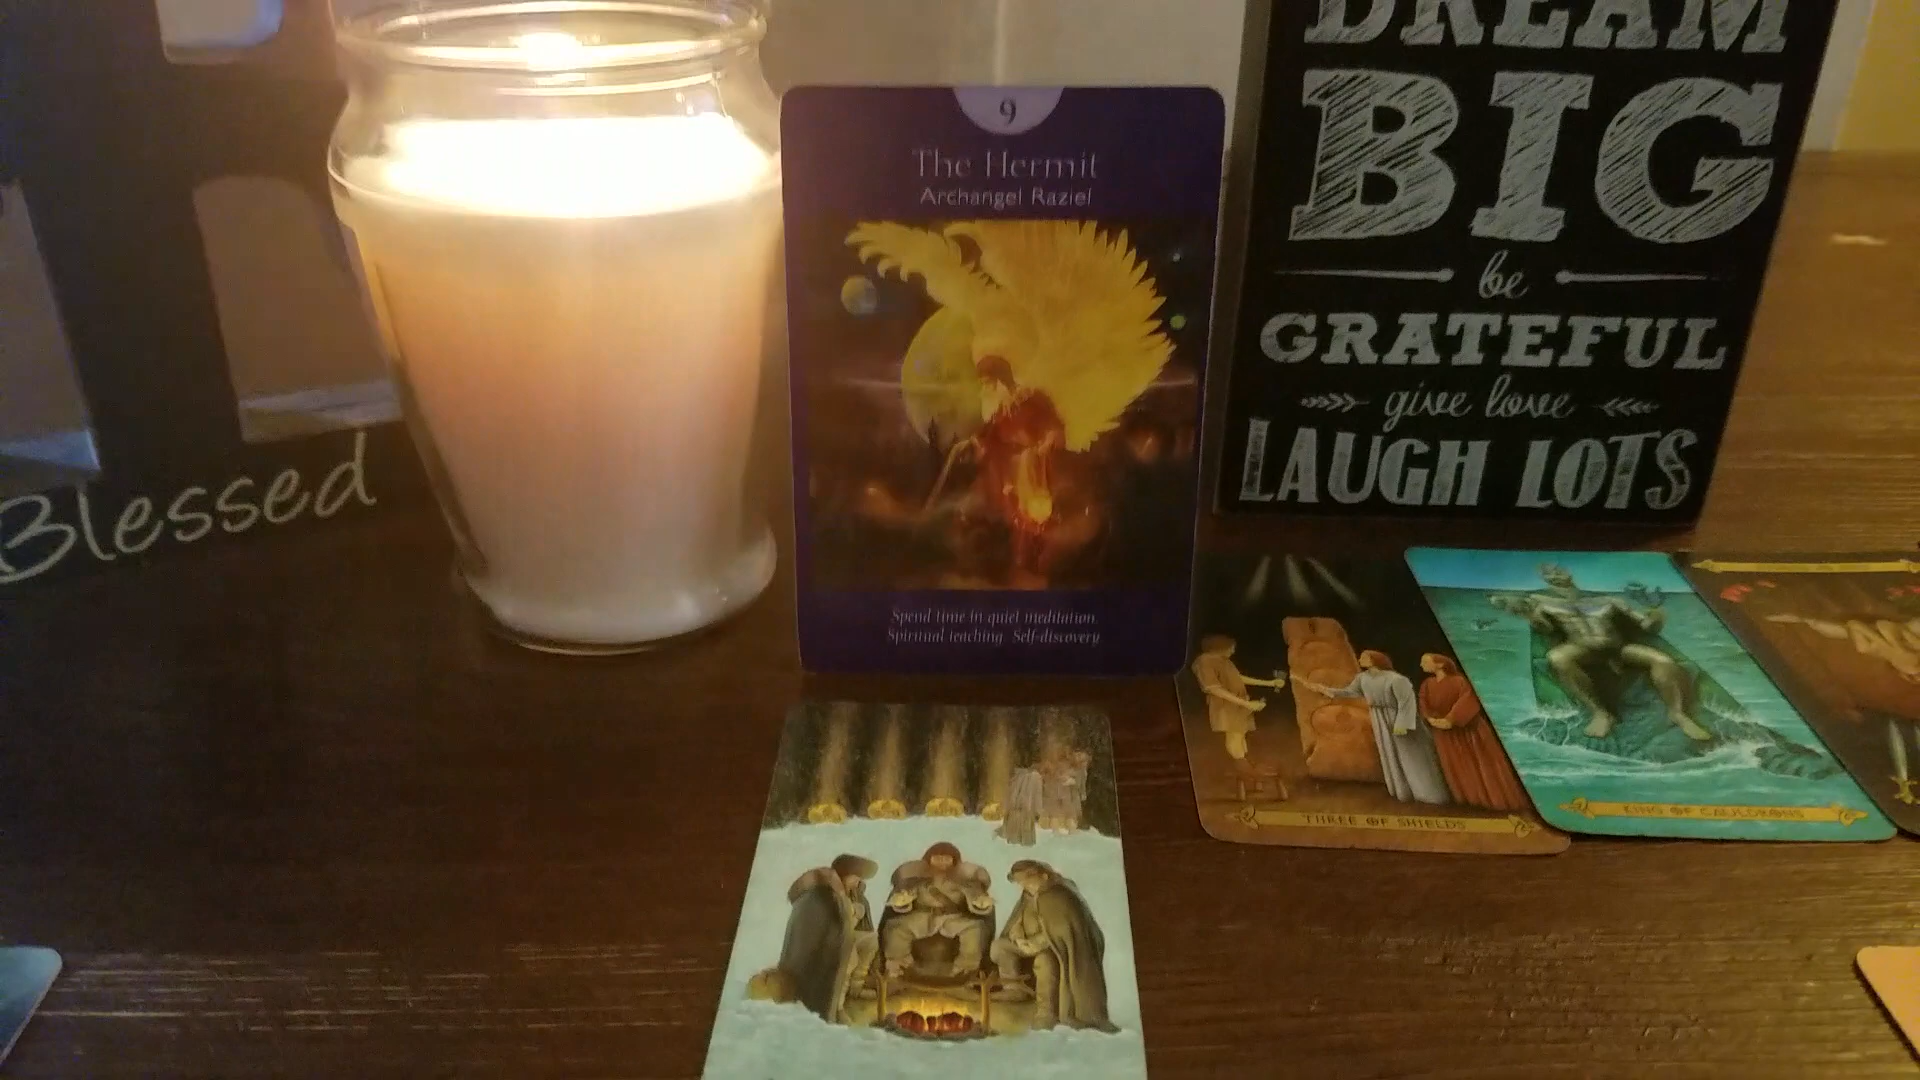 Blessed
9
The Hermit
Archangel Raziel
Spend time in quiet meditation.
Spiritual teaching Self-discovery
DREAM
BIG
be
GRATEFUL
give love
LAUGH LOTS
THREE OF SHIELDS
KING OF CAULDRONS